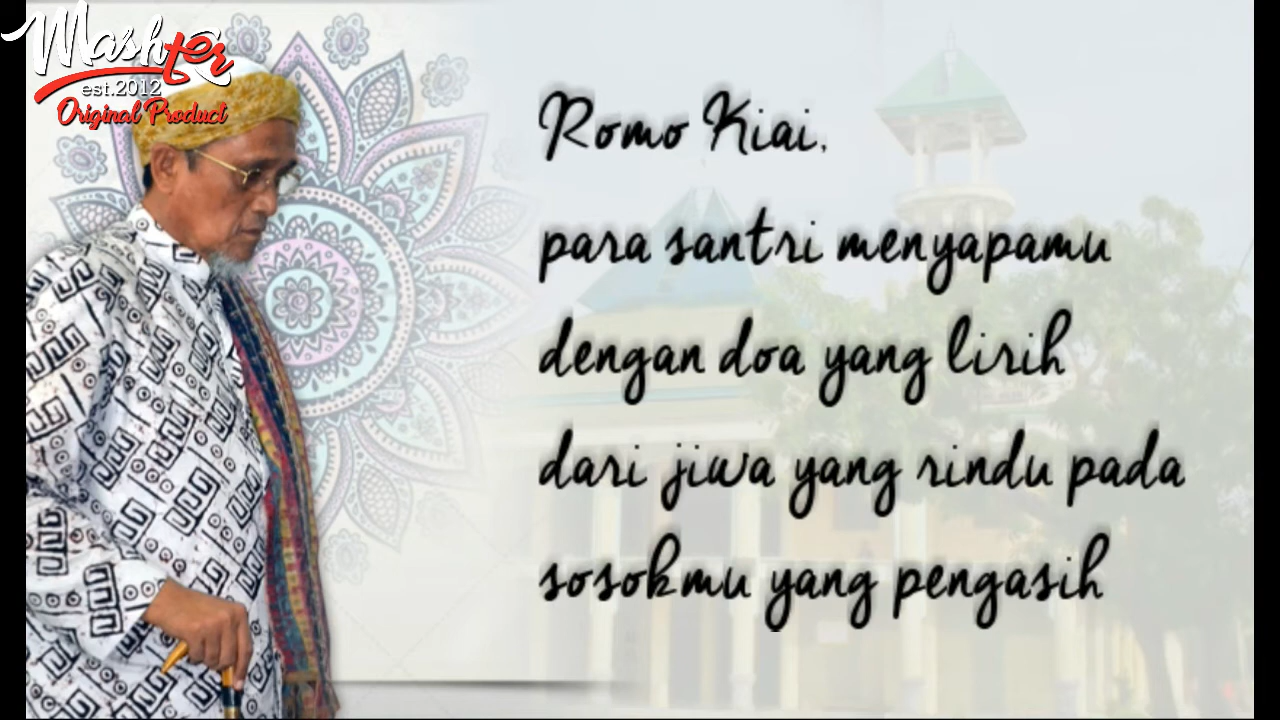 Mashter
est.2012
Original Product
Romo Kiai,
para santri menyapamu
dengan doa yang lirih
dari jiwa yang rindu pada
sosokmu yang pengasih